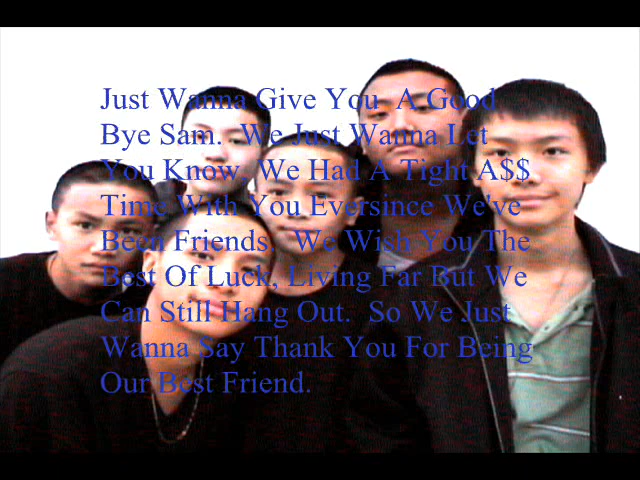 Just Wanna Give You  A Good
Bye Sam.  We Just Wanna Let
You Know, We Had A Tight A$$
Time With You Eversince We've
Been Friends.  We Wish You The
Best Of Luck, Living Far But We
Can Still Hang Out.  So We Just
Wanna Say Thank You For Being
Our Best Friend.